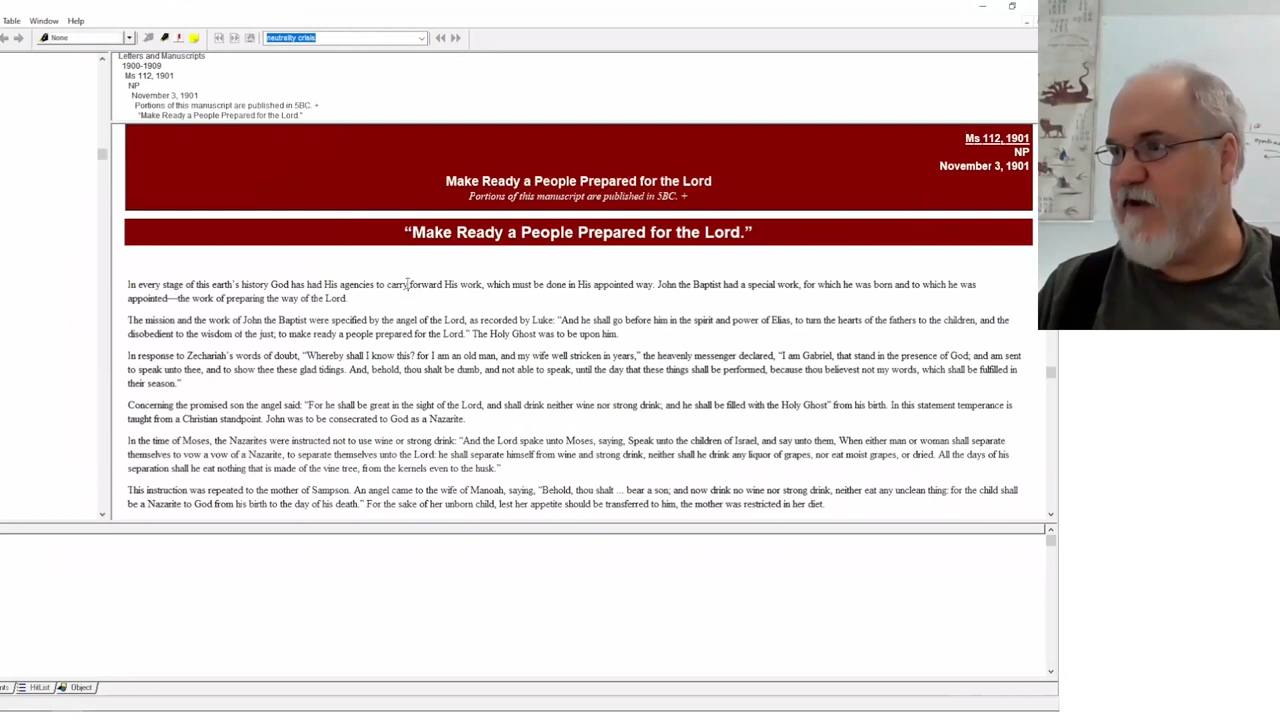 Table Window Help
None
neutrality crisis
Letters and Manuscripts
1900-1909
Ms 112, 1901
NP
November 3, 1901
Portions of this manuscript are published in 5BC. +
"Make Ready a People Prepared for the Lord."
Ms 112, 1901
NP
November 3, 1901
Make Ready a People Prepared for the Lord
Portions of this manuscript are published in 5BC. +
“Make Ready a People Prepared for the Lord.”
In every stage of this earth’s history God has had His agencies to carry forward His work, which must be done in His appointed way. John the Baptist had a special work, for which he was born and to which he was
appointed—the work of preparing the way of the Lord.
The mission and the work of John the Baptist were specified by the angel of the Lord, as recorded by Luke: “And he shall go before him in the spirit and power of Elias, to turn the hearts of the fathers to the children, and the
disobedient to the wisdom of the just; to make ready a people prepared for the Lord.” The Holy Ghost was to be upon him.
In response to Zechariah’s words of doubt, “Whereby shall I know this? for I am an old man, and my wife well stricken in years,” the heavenly messenger declared, “I am Gabriel, that stand in the presence of God; and am sent
to speak unto thee, and to show thee these glad tidings. And, behold, thou shalt be dumb, and not able to speak, until the day that these things shall be performed, because thou believest not my words, which shall be fulfilled in
their season.”
Concerning the promised son the angel said: “For he shall be great in the sight of the Lord, and shall drink neither wine nor strong drink; and he shall be filled with the Holy Ghost” from his birth. In this statement temperance is
taught from a Christian standpoint. John was to be consecrated to God as a Nazarite.
In the time of Moses, the Nazarites were instructed not to use wine or strong drink: “And the Lord spake unto Moses, saying, Speak unto the children of Israel, and say unto them, When either man or woman shall separate
themselves to vow a vow of a Nazarite, to separate themselves unto the Lord: he shall separate himself from wine and strong drink, neither shall he drink any liquor of grapes, nor eat moist grapes, or dried. All the days of his
separation shall he eat nothing that is made of the vine tree, from the kernels even to the husk.”
This instruction was repeated to the mother of Sampson. An angel came to the wife of Manoah, saying, “Behold, thou shalt ... bear a son; and now drink no wine nor strong drink, neither eat any unclean thing: for the child shall
be a Nazarite to God from his birth to the day of his death.” For the sake of her unborn child, lest her appetite should be transferred to him, the mother was restricted in her diet.
HitList Object